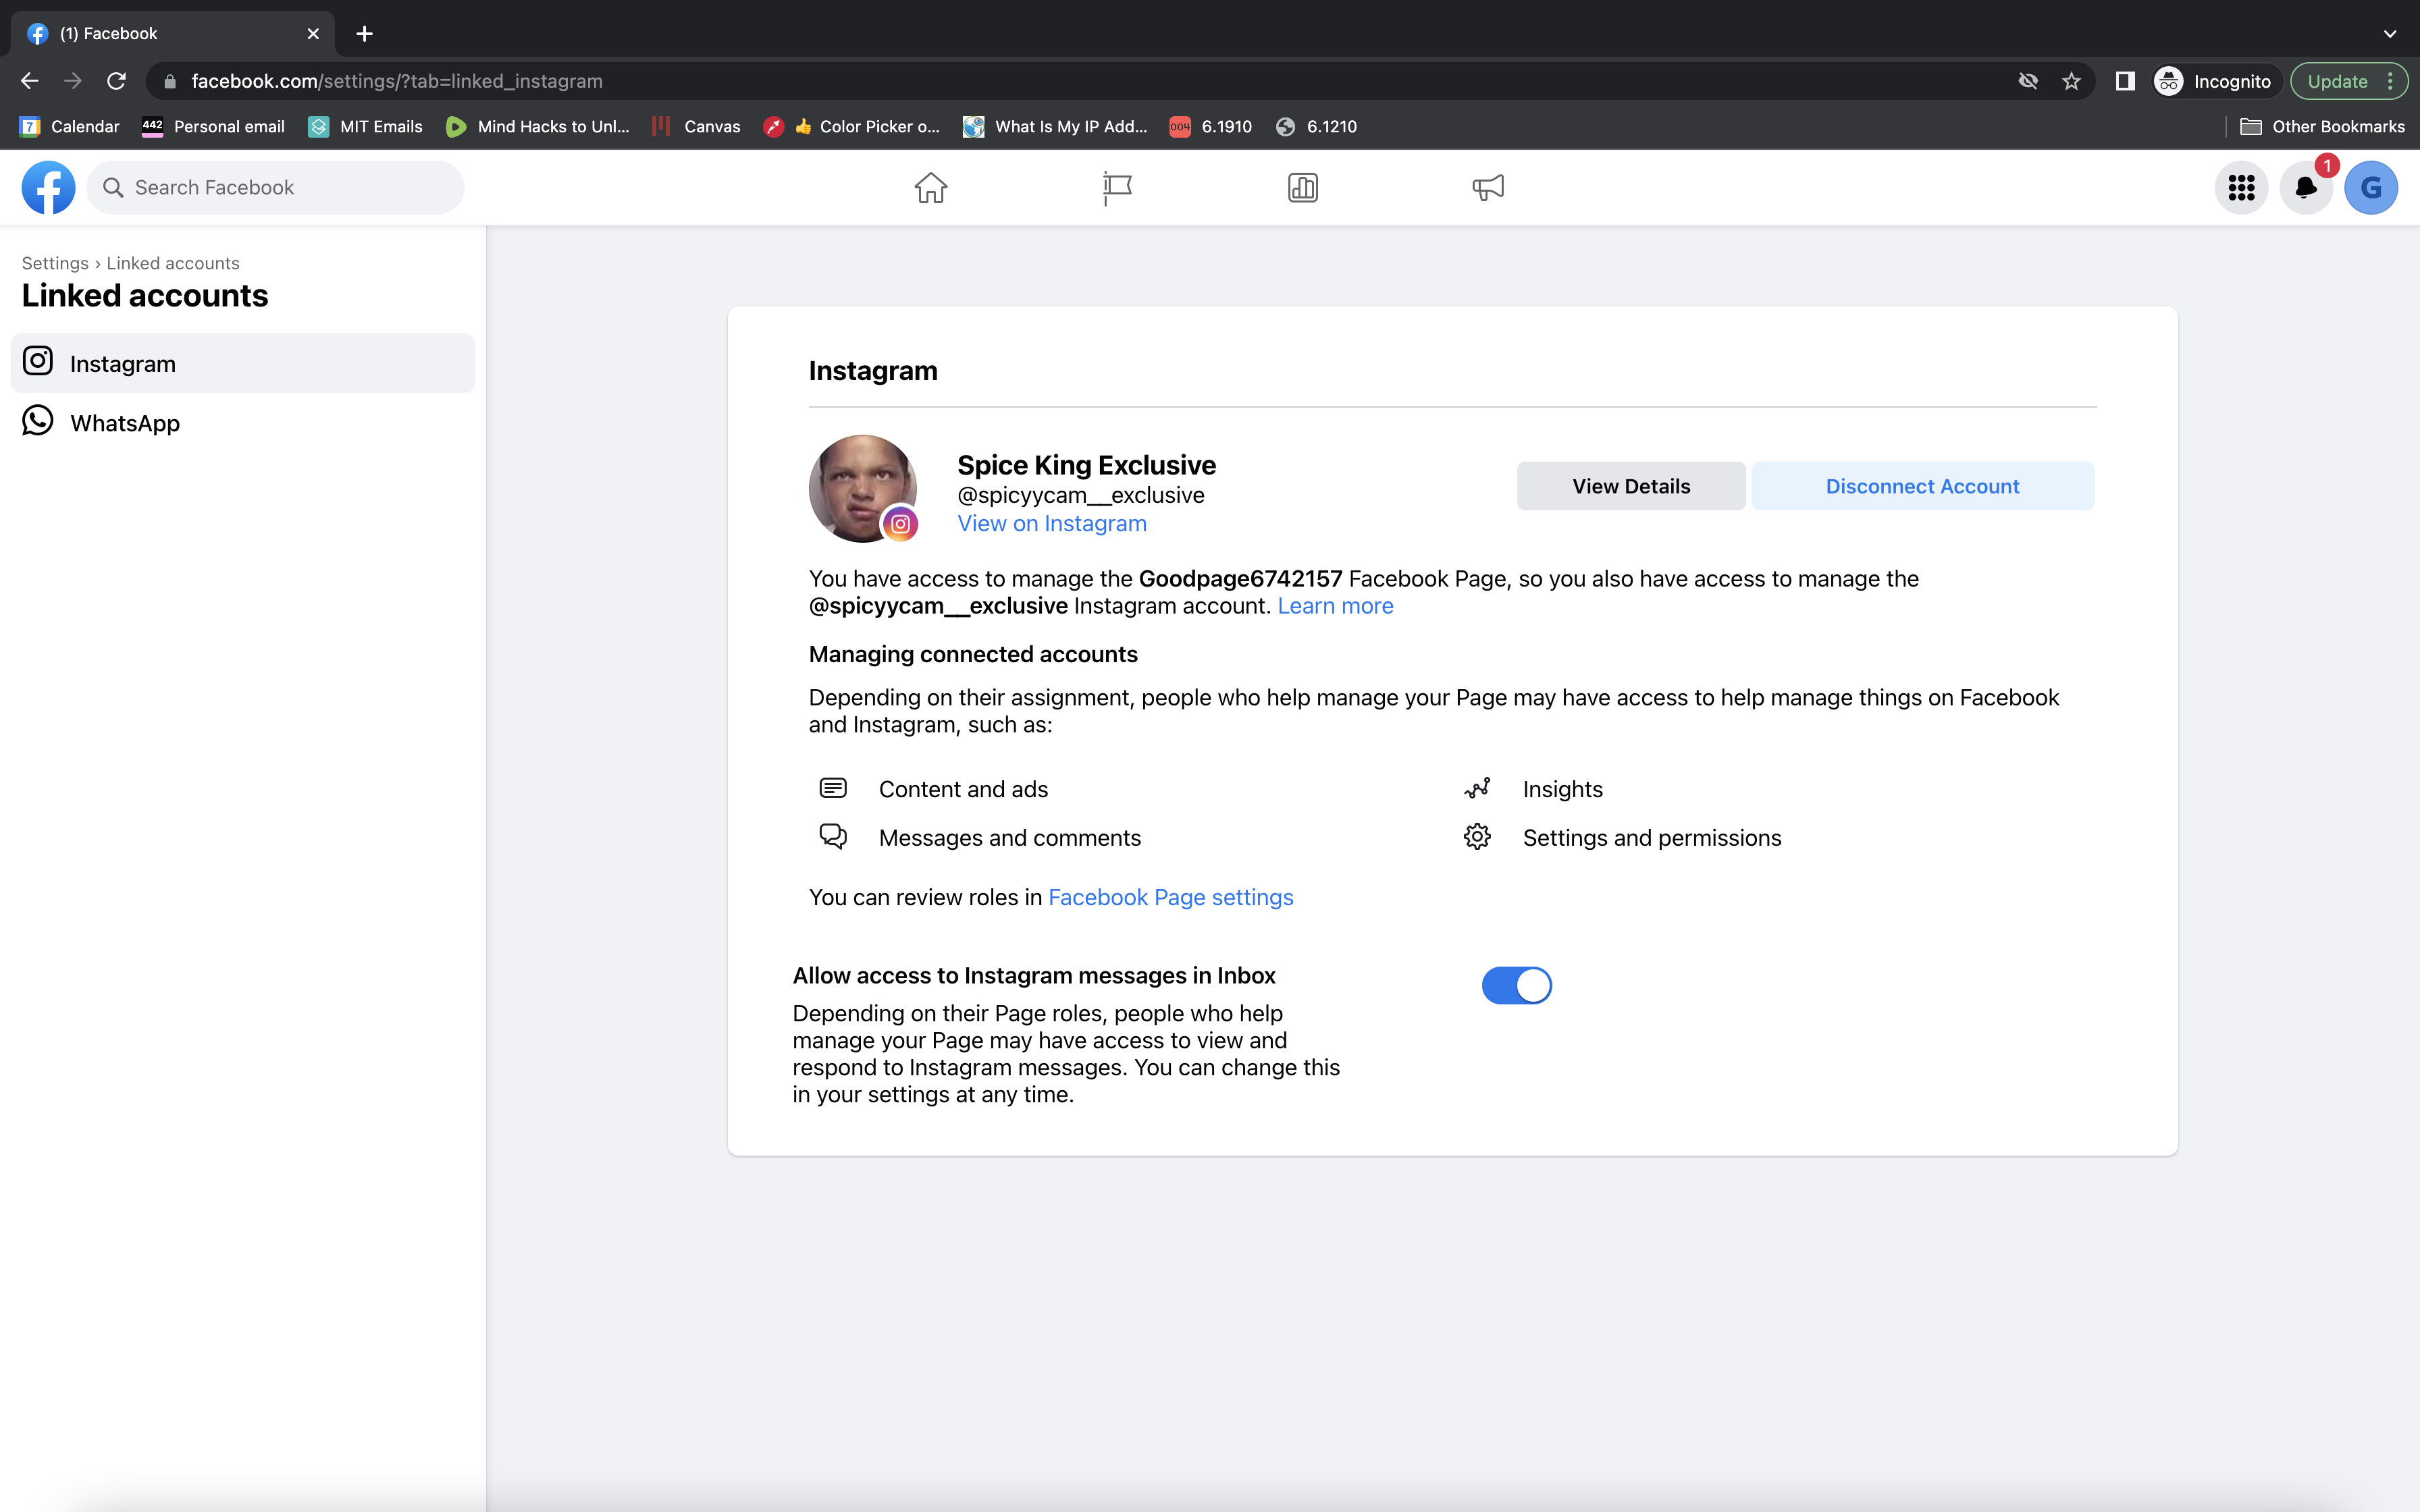 (1) Facebook
facebook.com/settings/?tab=linked_instagram
Incognito
Update
7 Calendar
442 Personal email
MIT Emails
Mind Hacks to Unl...
Canvas
👍 Color Picker o...
What Is My IP Add...
004 6.1910
6.1210
Other Bookmarks
Search Facebook
1
G
Settings › Linked accounts
Linked accounts
Instagram
WhatsApp
Instagram
Spice King Exclusive
@spicyycam__exclusive
View on Instagram
View Details
Disconnect Account
You have access to manage the Goodpage6742157 Facebook Page, so you also have access to manage the
@spicyycam__exclusive Instagram account. Learn more
Managing connected accounts
Depending on their assignment, people who help manage your Page may have access to help manage things on Facebook
and Instagram, such as:
Content and ads
Insights
Messages and comments
Settings and permissions
You can review roles in Facebook Page settings
Allow access to Instagram messages in Inbox
Depending on their Page roles, people who help
manage your Page may have access to view and
respond to Instagram messages. You can change this
in your settings at any time.